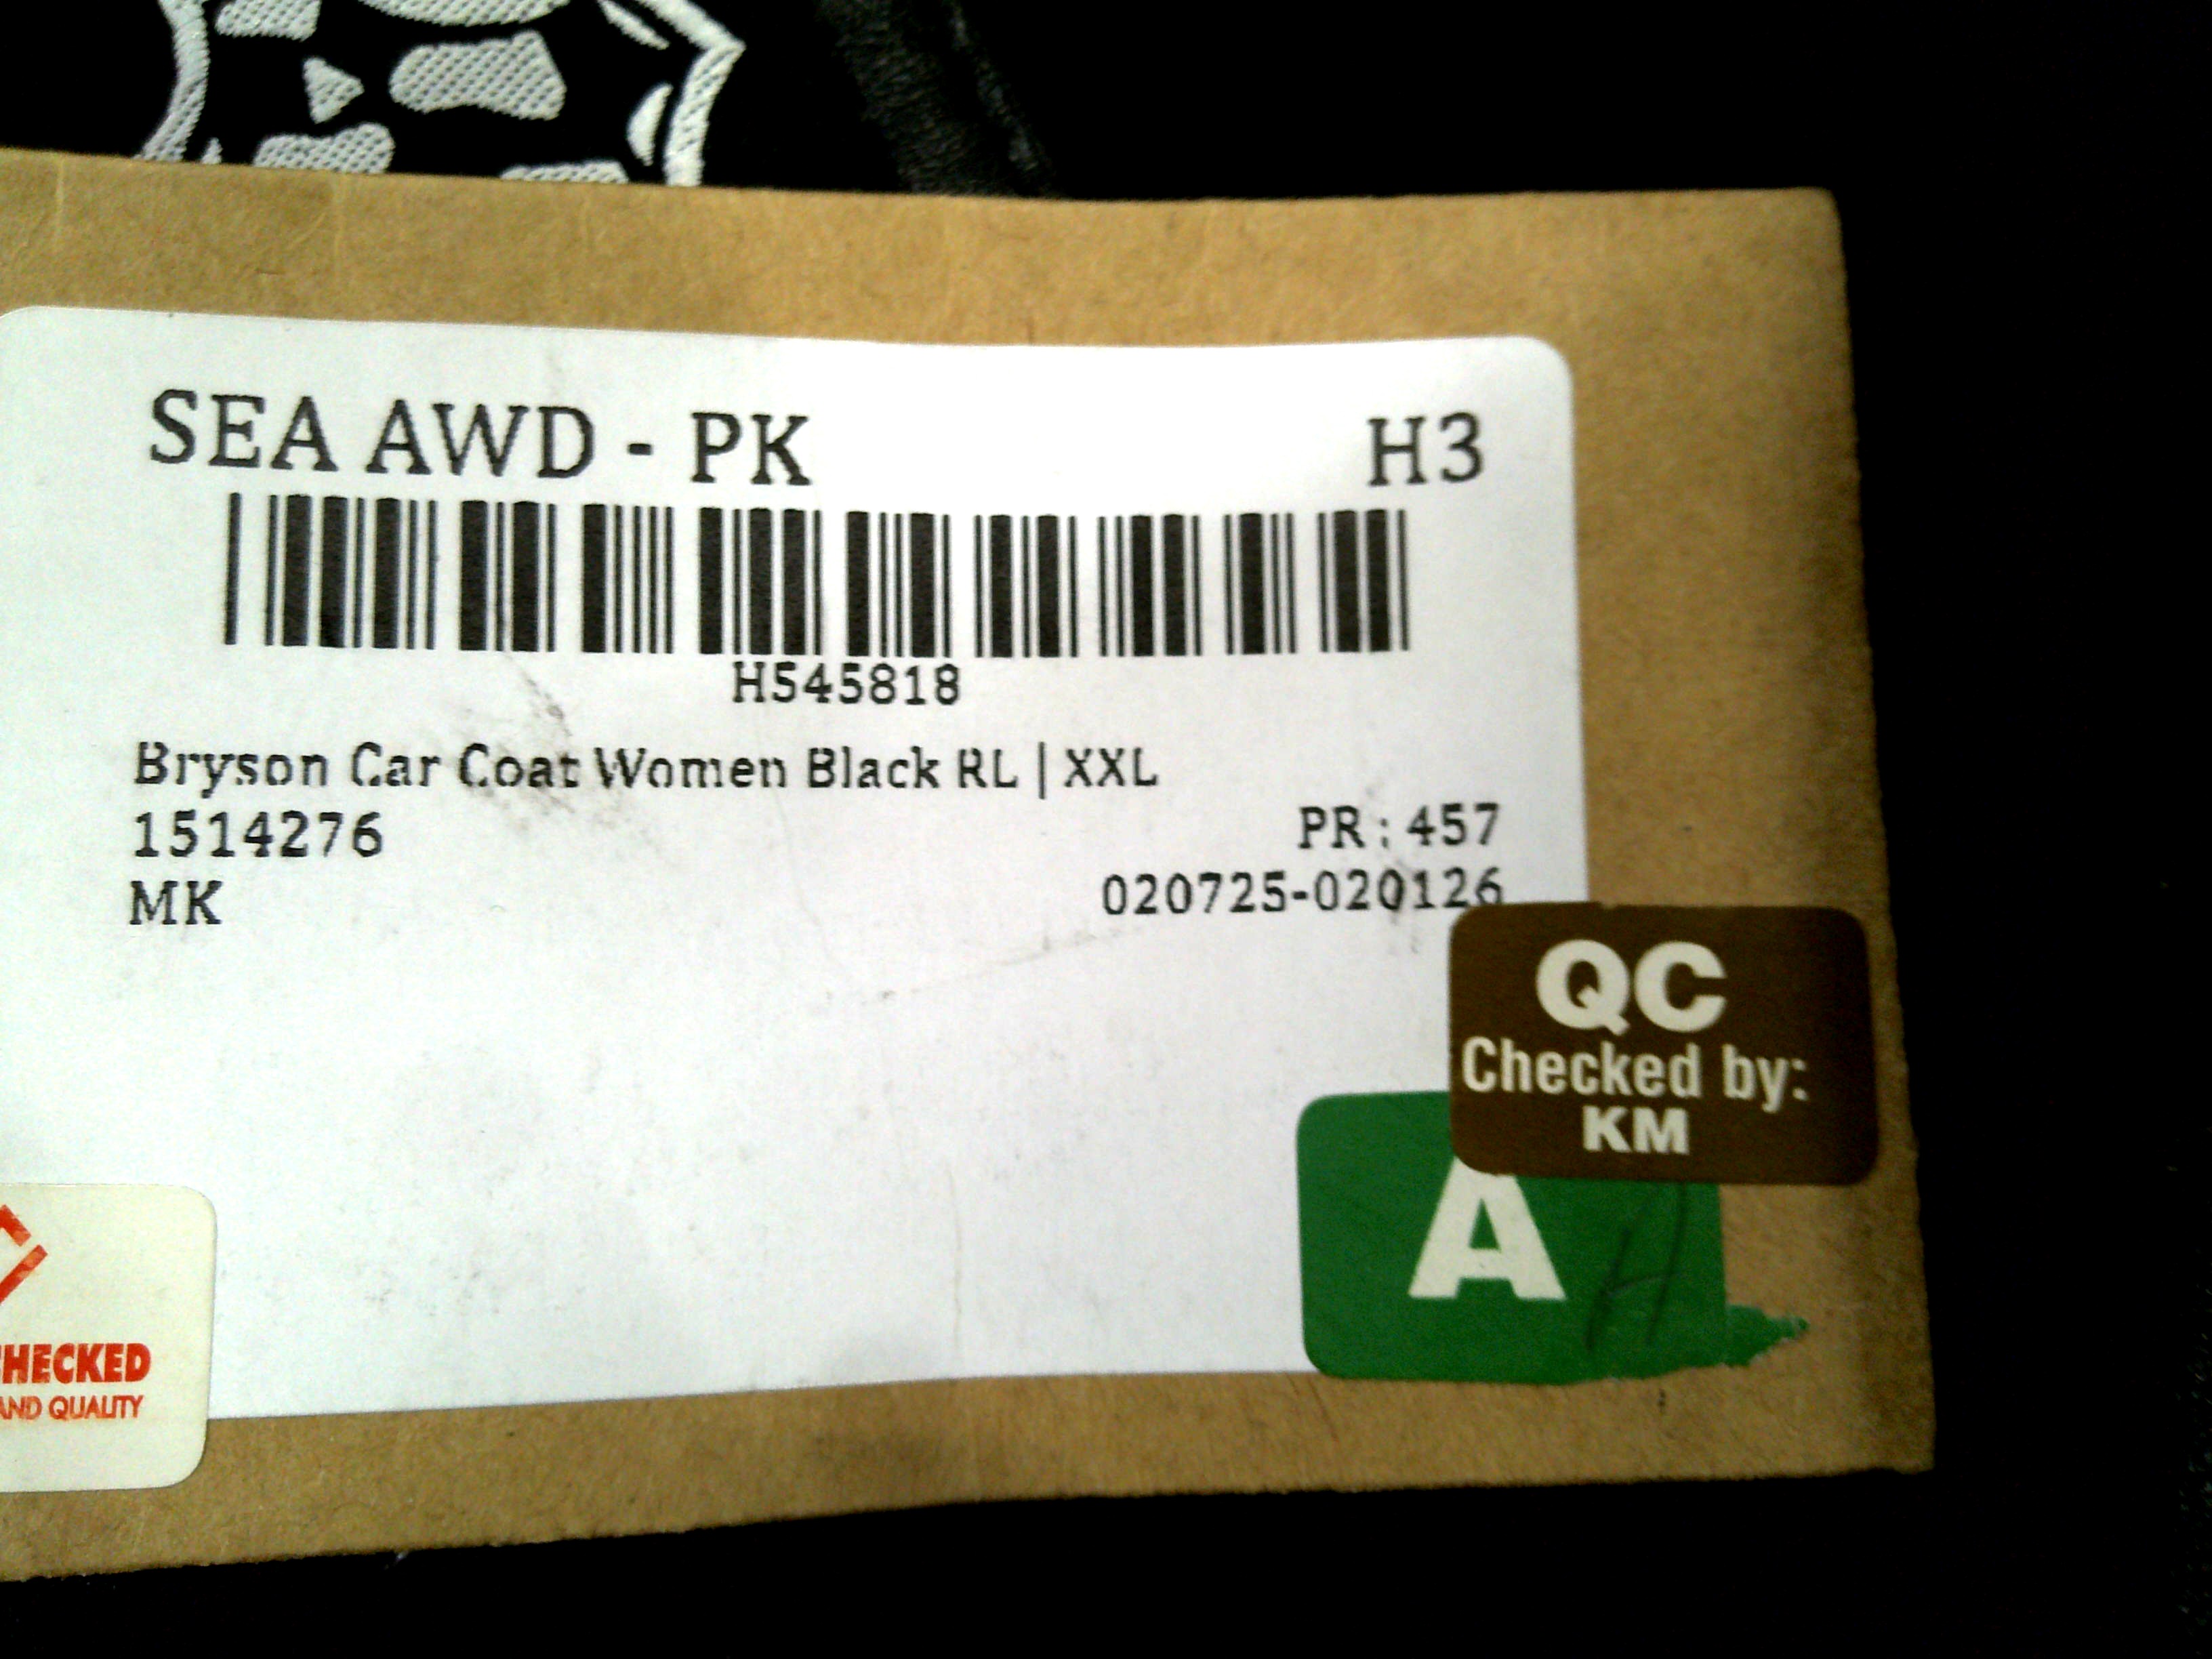 SEA AWD - PK H3
H545818
Bryson Car Coat Women Black RL | XXL
1514276 PR : 457
MK 020725-020126
QC
Checked by:
KM
A
HECKED
AND QUALITY